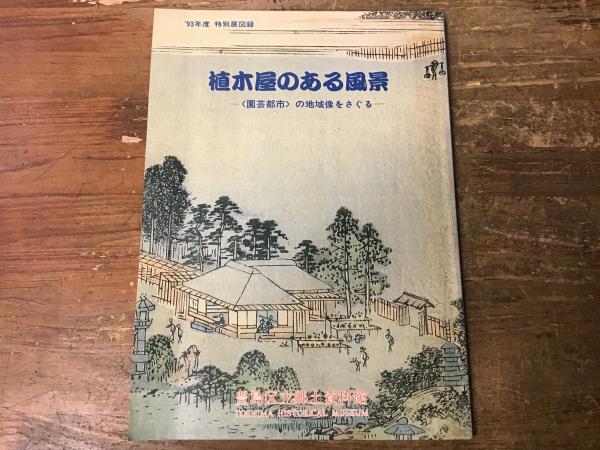 '93年度 特別展図録
植木屋のある風景
―〈園芸都市〉の地域像をさぐる―
豊島区立郷土資料館
TOSHIMA HISTORICAL MUSEUM